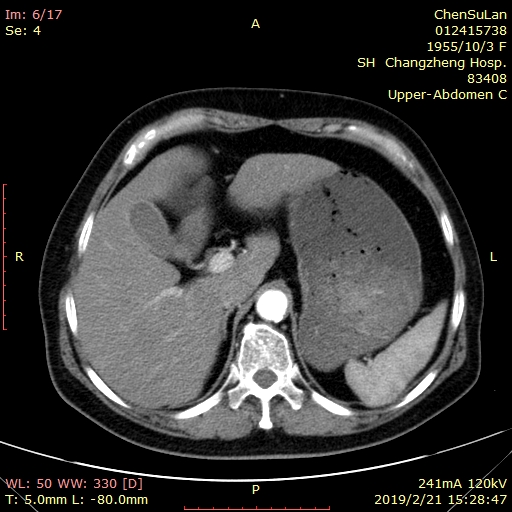 Im: 6/17
Se: 4
A
ChenSuLan
012415738
1955/10/3 F
SH Changzheng Hosp.
83408
Upper-Abdomen C
R
L
WL: 50 WW: 330 [D]
T: 5.0mm L: -80.0mm
P
241mA 120kV
2019/2/21 15:28:47